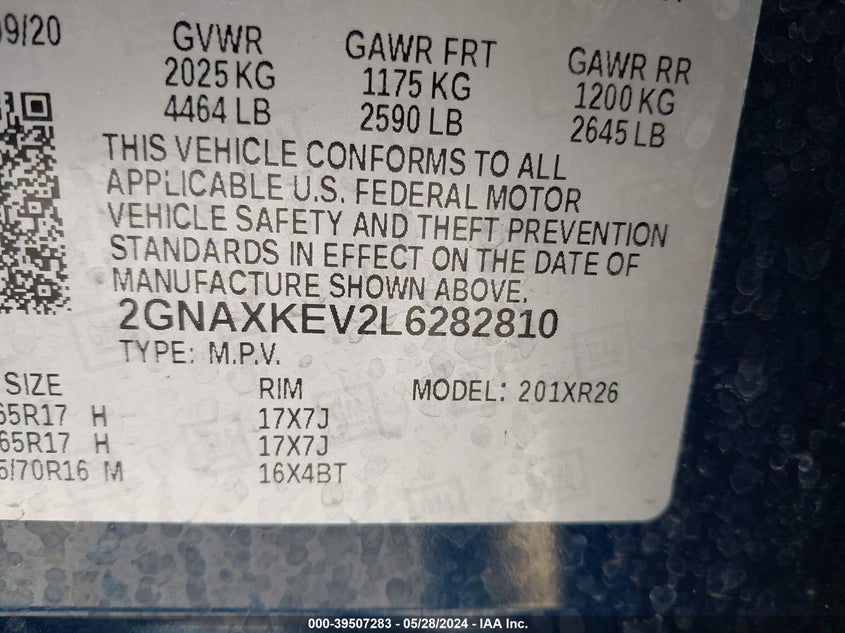 09/20
GVWR GAWR FRT GAWR RR
2025 KG 1175 KG 1200 KG
4464 LB 2590 LB 2645 LB
THIS VEHICLE CONFORMS TO ALL
APPLICABLE U.S. FEDERAL MOTOR
VEHICLE SAFETY AND THEFT PREVENTION
STANDARDS IN EFFECT ON THE DATE OF
MANUFACTURE SHOWN ABOVE.
2GNAXKEV2L6282810
TYPE: M.P.V.
SIZE RIM MODEL: 201XR26
65R17 H 17X7J
65R17 H 17X7J
5/70R16 M 16X4BT
000-39507283 - 05/28/2024 - IAA Inc.